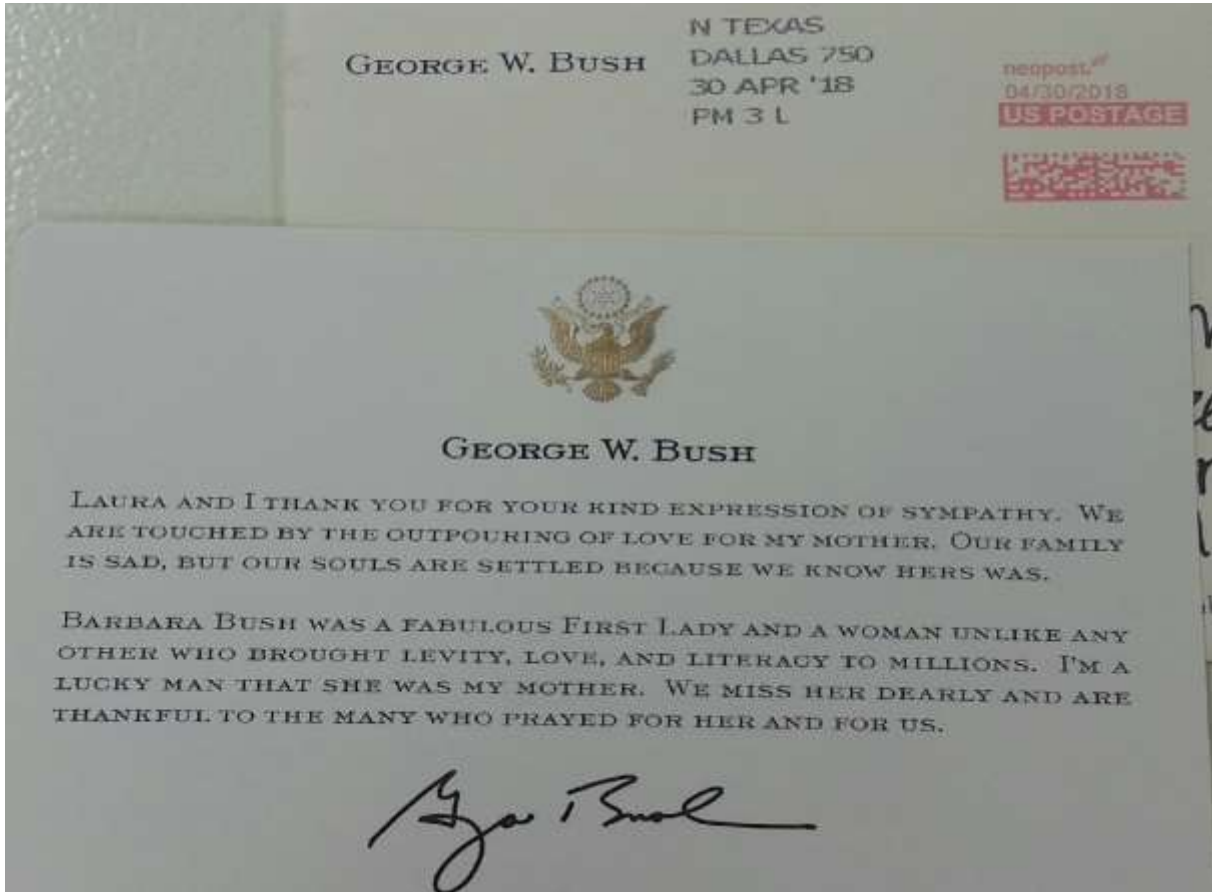 GEORGE W. BUSH
N TEXAS
DALLAS 750
30 APR '18
PM 3 L
neopost
04/30/2018
US POSTAGE
GEORGE W. BUSH
LAURA AND I THANK YOU FOR YOUR KIND EXPRESSION OF SYMPATHY. WE
ARE TOUCHED BY THE OUTPOURING OF LOVE FOR MY MOTHER. OUR FAMILY
IS SAD, BUT OUR SOULS ARE SETTLED BECAUSE WE KNOW HERS WAS.
BARBARA BUSH WAS A FABULOUS FIRST LADY AND A WOMAN UNLIKE ANY
OTHER WHO BROUGHT LEVITY, LOVE, AND LITERACY TO MILLIONS. I'M A
LUCKY MAN THAT SHE WAS MY MOTHER. WE MISS HER DEARLY AND ARE
THANKFUL TO THE MANY WHO PRAYED FOR HER AND FOR US.